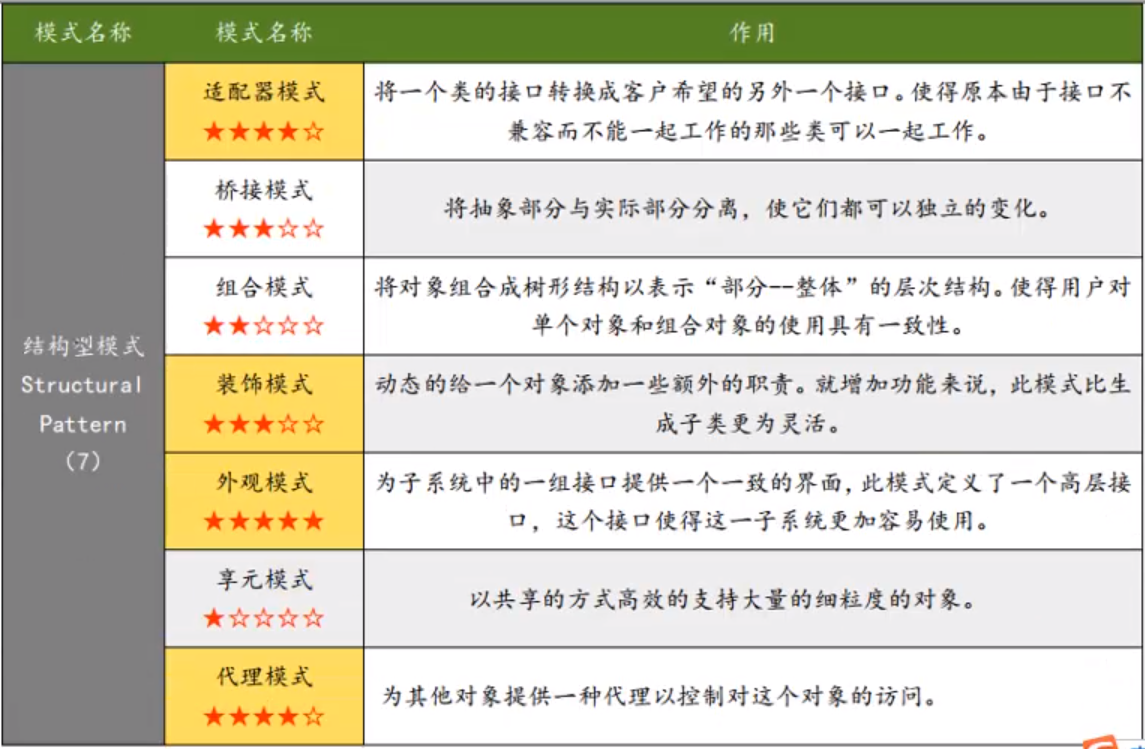 模式名称 模式名称 作用
适配器模式
★★★★☆
将一个类的接口转换成客户希望的另外一个接口。使得原本由于接口不
兼容而不能一起工作的那些类可以一起工作。
桥接模式
★★★☆☆
将抽象部分与实际部分分离，使它们都可以独立的变化。
组合模式
★★☆☆☆
将对象组合成树形结构以表示“部分--整体”的层次结构。使得用户对
单个对象和组合对象的使用具有一致性。
结构型模式
Structural
Pattern
（7）
装饰模式
★★★☆☆
动态的给一个对象添加一些额外的职责。就增加功能来说，此模式比生
成子类更为灵活。
外观模式
★★★★★
为子系统中的一组接口提供一个一致的界面，此模式定义了一个高层接
口，这个接口使得这一子系统更加容易使用。
享元模式
★☆☆☆☆
以共享的方式高效的支持大量的细粒度的对象。
代理模式
★★★★☆
为其他对象提供一种代理以控制对这个对象的访问。